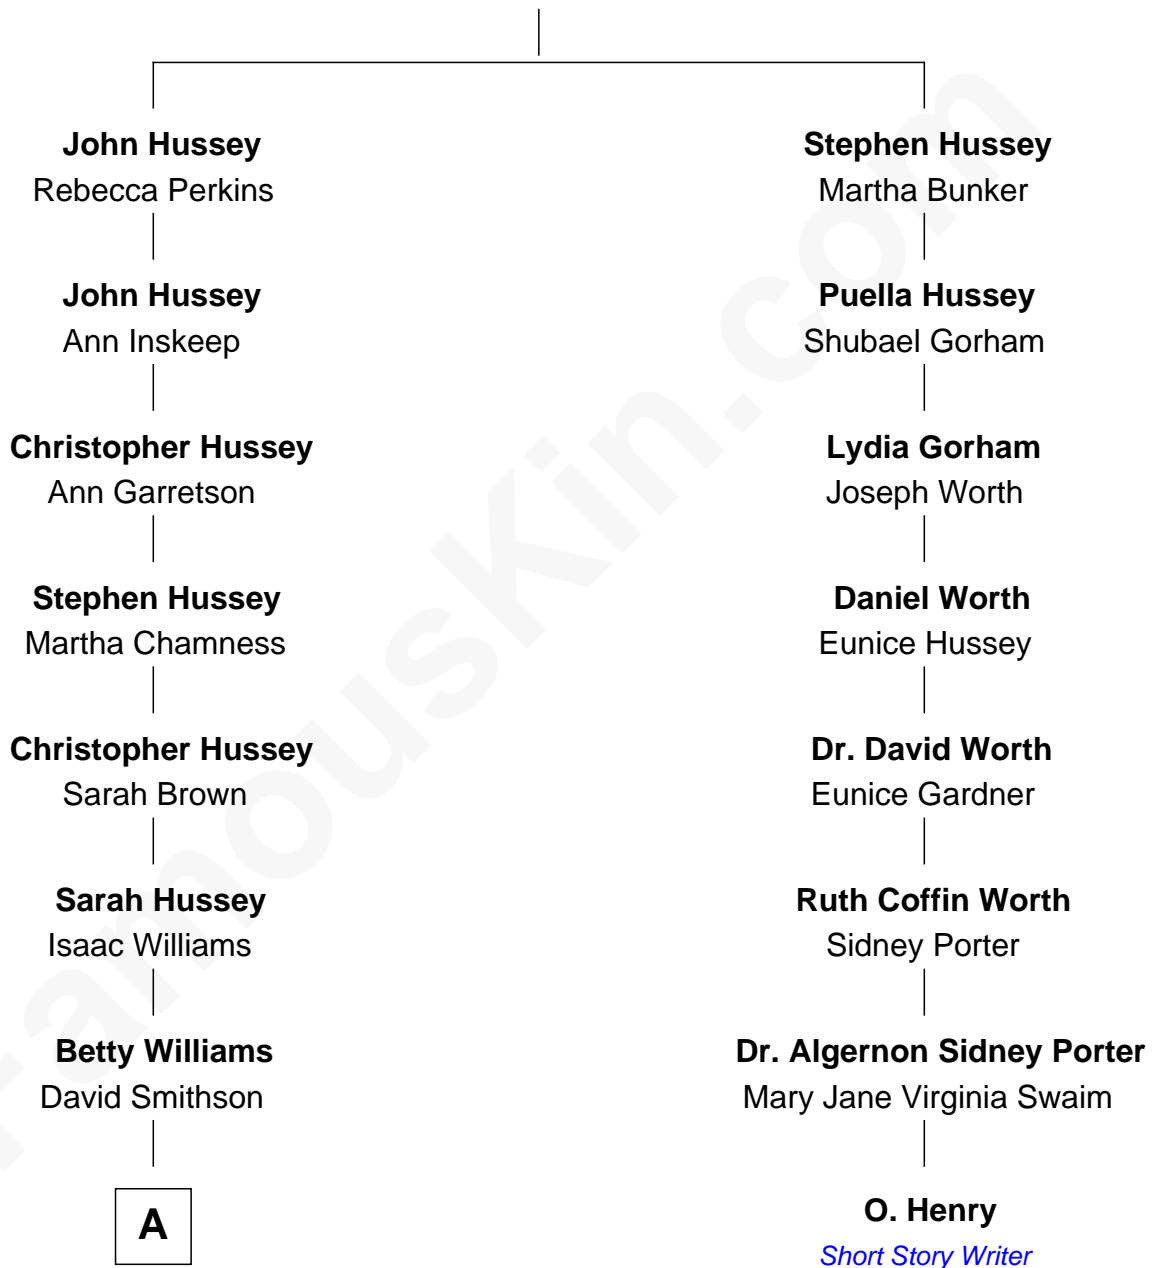 John Hussey
Rebecca Perkins
John Hussey
Ann Inskeep
Christopher Hussey
Ann Garretson
Stephen Hussey
Martha Chamness
Christopher Hussey
Sarah Brown
Sarah Hussey
Isaac Williams
Betty Williams
David Smithson
A
Stephen Hussey
Martha Bunker
Puella Hussey
Shubael Gorham
Lydia Gorham
Joseph Worth
Daniel Worth
Eunice Hussey
Dr. David Worth
Eunice Gardner
Ruth Coffin Worth
Sidney Porter
Dr. Algernon Sidney Porter
Mary Jane Virginia Swaim
O. Henry
Short Story Writer
FamousKin.com